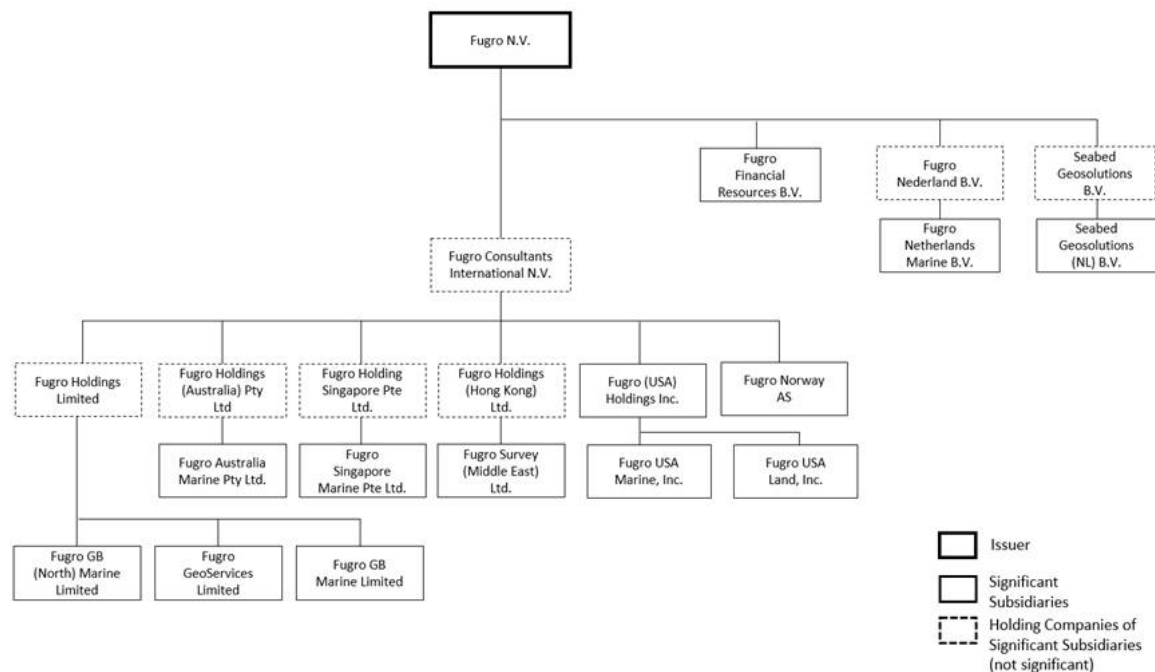 Fugro N.V.
Fugro
Financial
Resources B.V.
Fugro
Nederland B.V.
Seabed
Geosolutions
B.V.
Fugro
Netherlands
Marine B.V.
Seabed
Geosolutions
(NL) B.V.
Fugro Consultants
International N.V.
Fugro Holdings
Limited
Fugro Holdings
(Australia) Pty
Ltd
Fugro Holding
Singapore Pte
Ltd.
Fugro Holdings
(Hong Kong)
Ltd.
Fugro (USA)
Holdings Inc.
Fugro Norway
AS
Fugro Australia
Marine Pty Ltd.
Fugro
Singapore
Marine Pte Ltd.
Fugro Survey
(Middle East)
Ltd.
Fugro USA
Marine, Inc.
Fugro USA
Land, Inc.
Fugro GB
(North) Marine
Limited
Fugro
GeoServices
Limited
Fugro GB
Marine Limited
Issuer
Significant
Subsidiaries
Holding Companies of
Significant Subsidiaries
(not significant)